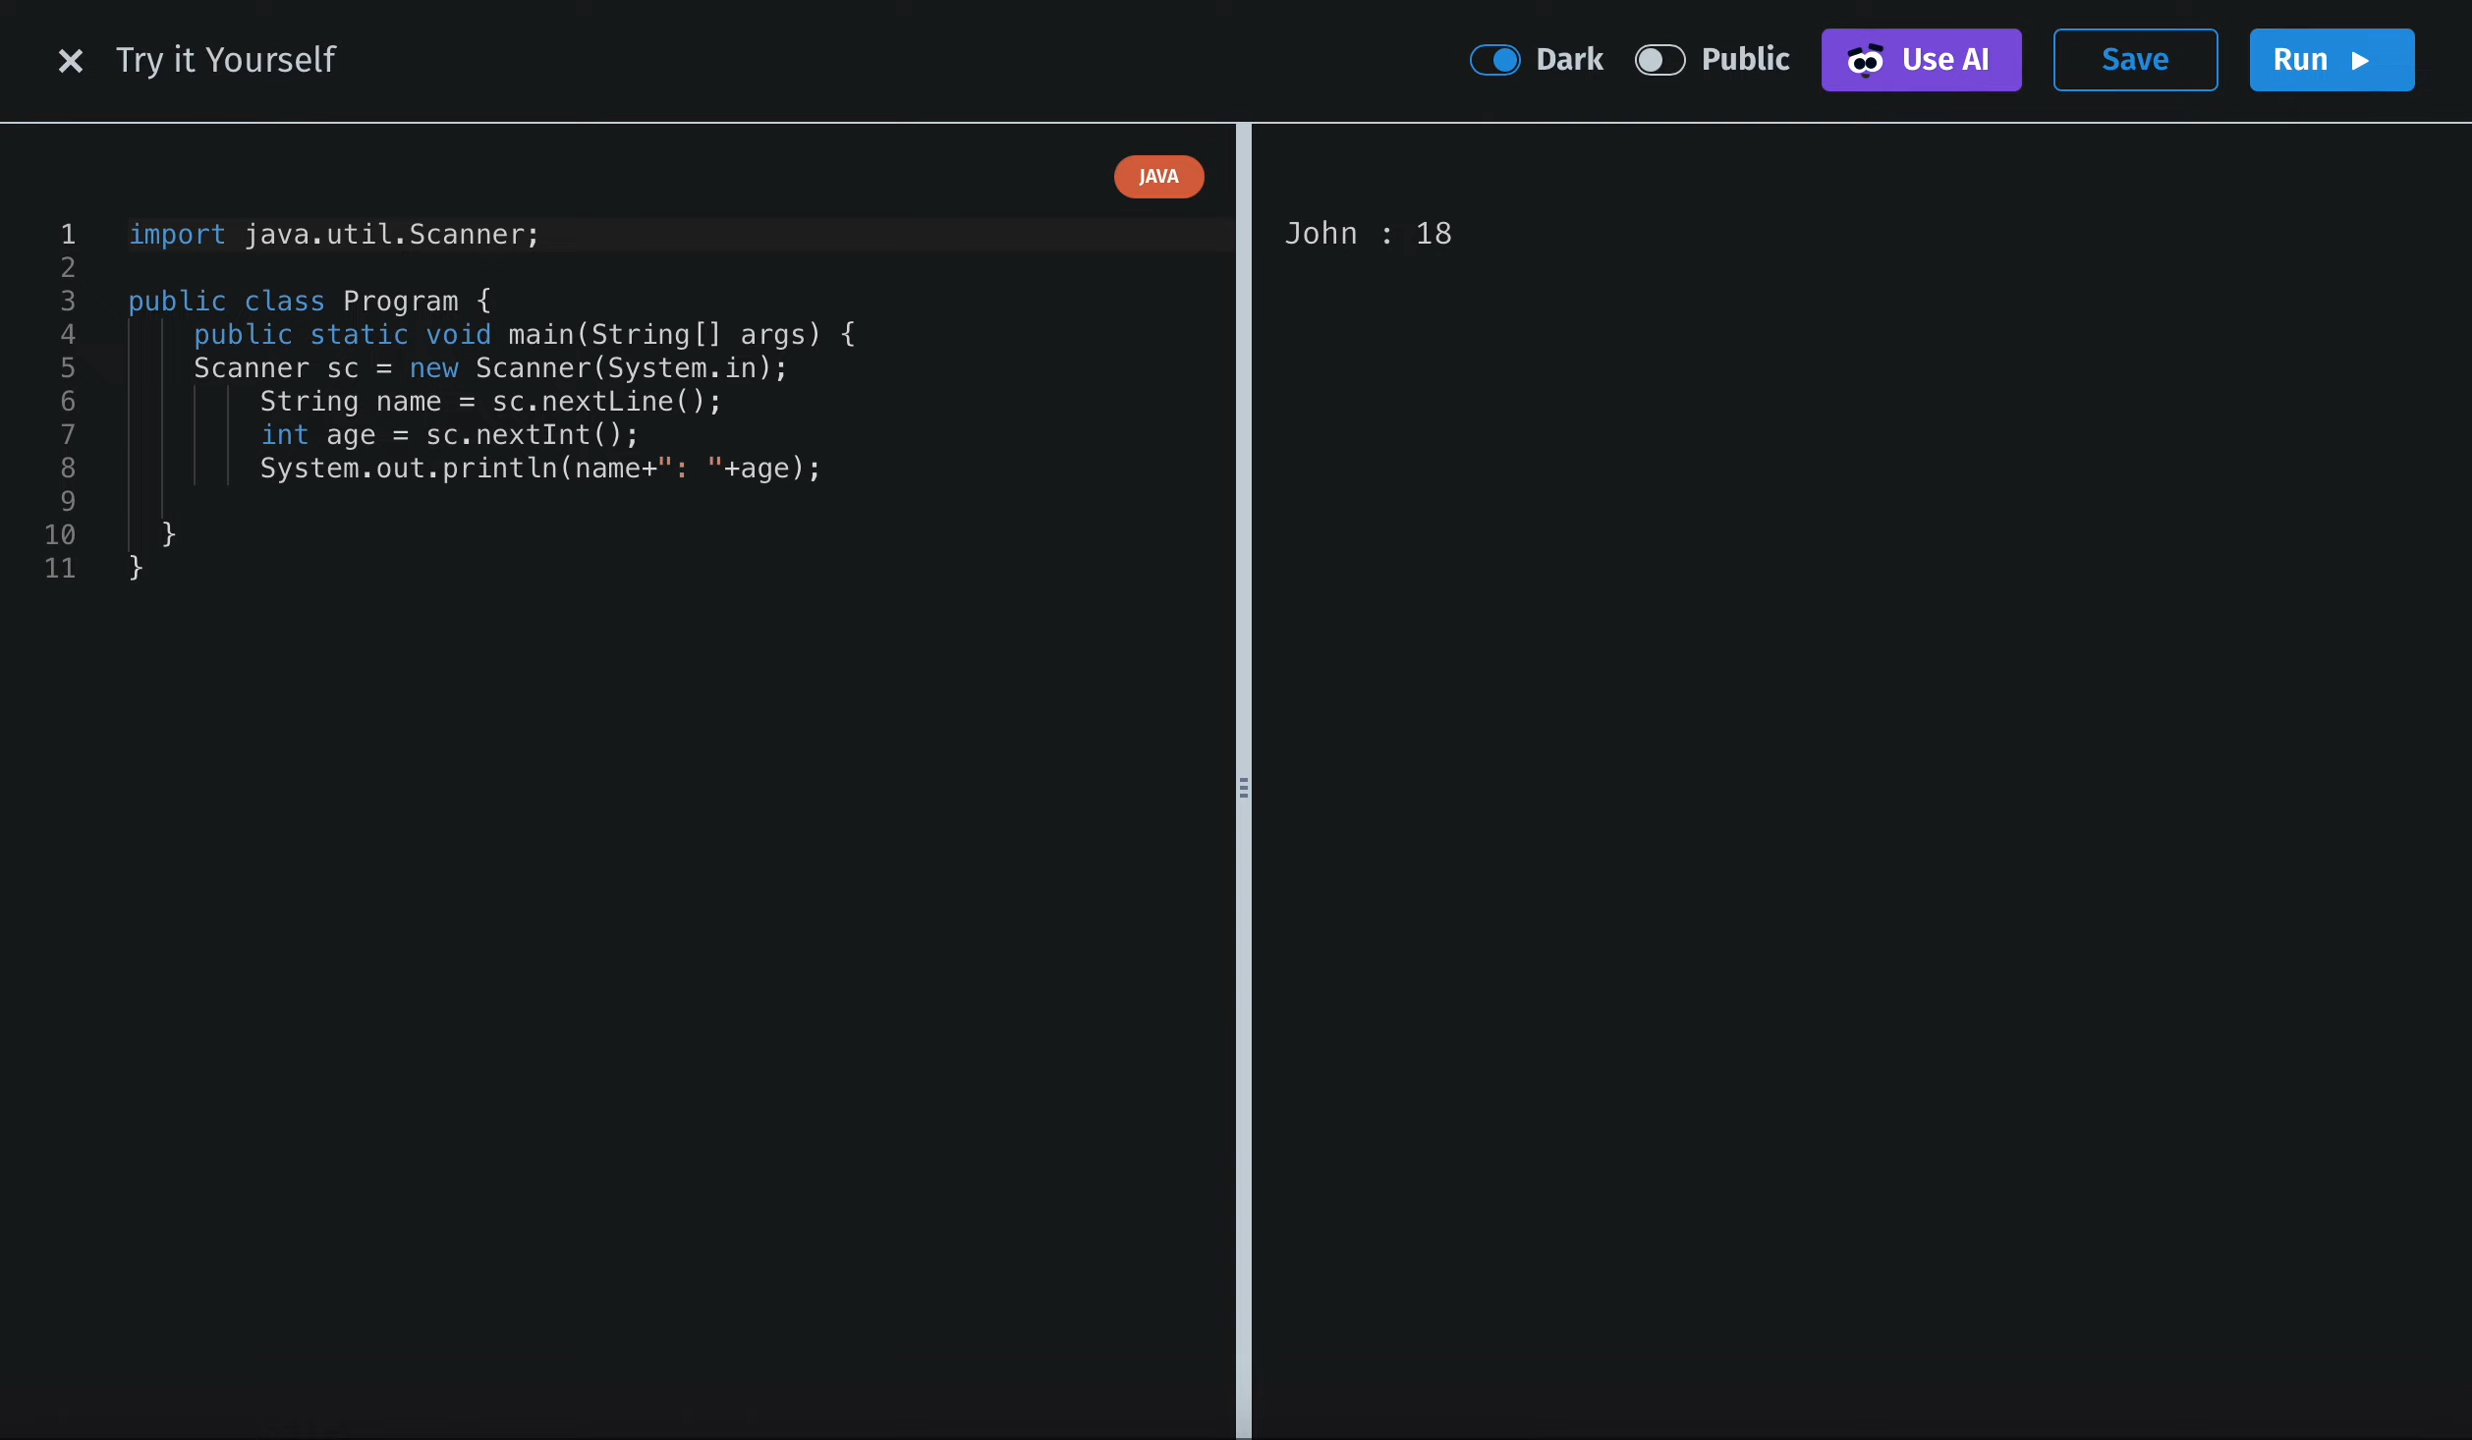 Try it Yourself
Dark
Public
Use AI
Save
Run
JAVA
1 import java.util.Scanner;
2
3 public class Program {
4     public static void main(String[] args) {
5     Scanner sc = new Scanner(System.in);
6         String name = sc.nextLine();
7         int age = sc.nextInt();
8         System.out.println(name+": "+age);
9
10   }
11 }
John : 18